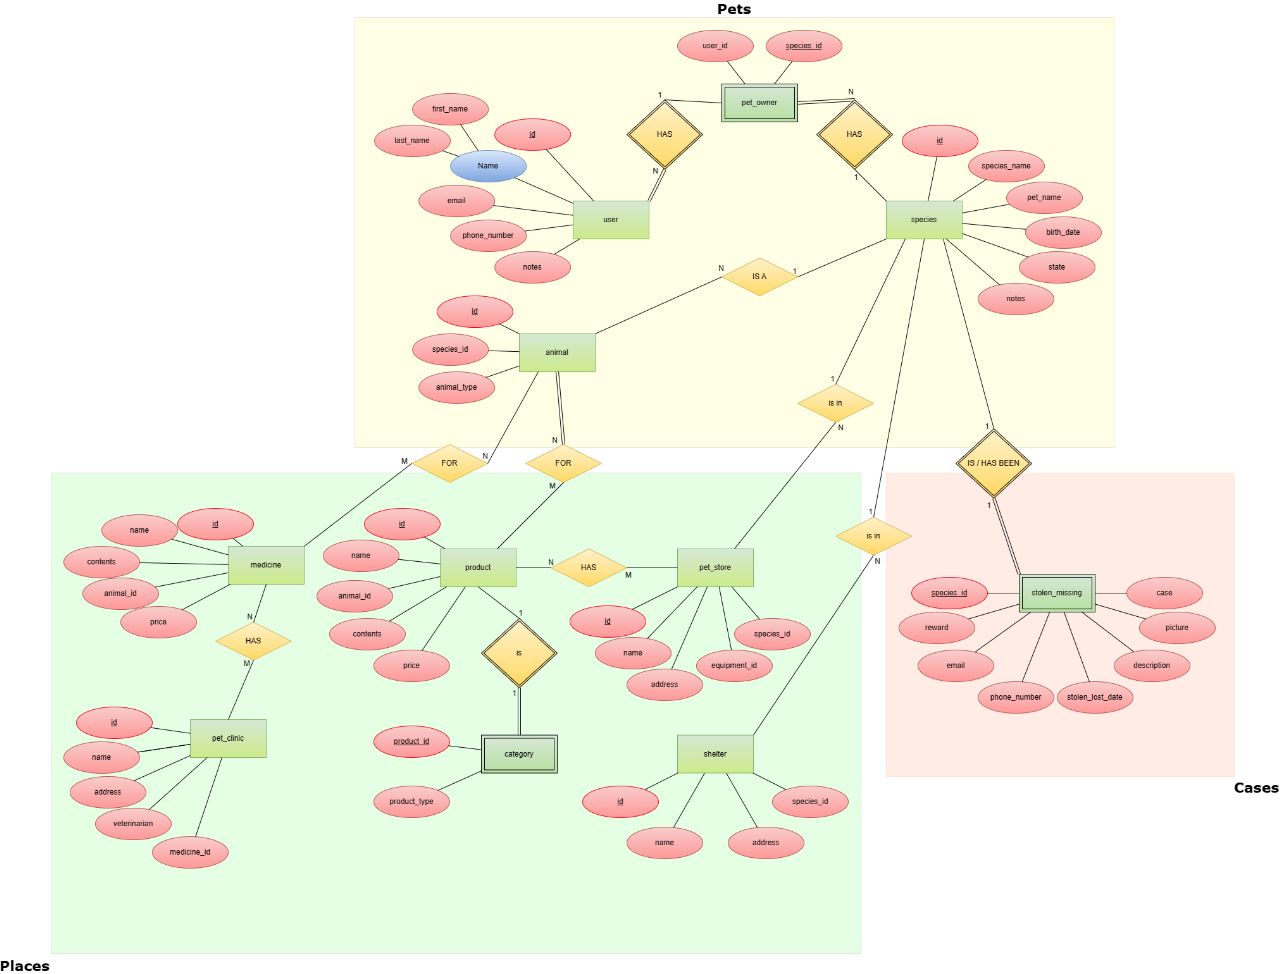 Pets
user_id
species_id
pet_owner
1
N
first_name
last_name
id
Name
HAS
HAS
id
species_name
N
1
email
user
species
pet_name
phone_number
birth_date
notes
state
notes
N
IS A
1
id
species_id
animal
animal_type
1
is in
N
1
M
FOR
N
N
FOR
M
IS / HAS BEEN
1
1
is in
N
name
id
contents
medicine
animal_id
price
id
name
product
animal_id
contents
price
N
HAS
M
pet_store
id
name
address
equipment_id
species_id
species_id
stolen_missing
case
reward
picture
email
description
phone_number
stolen_lost_date
N
HAS
M
1
is
1
id
pet_clinic
name
address
veterinarian
medicine_id
product_id
category
product_type
shelter
id
species_id
name
address
Cases
Places